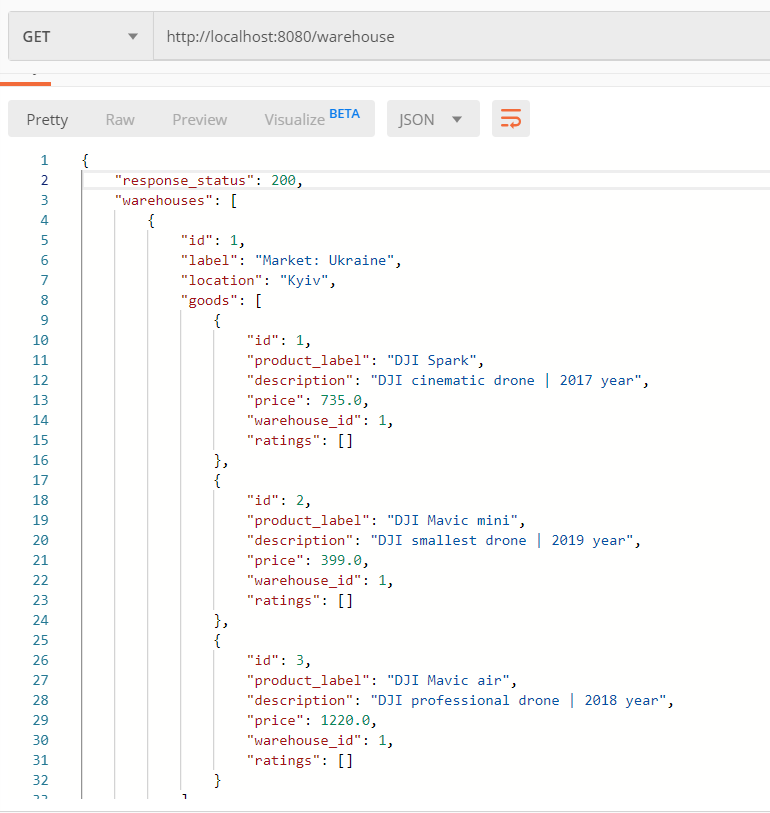 GET http://localhost:8080/warehouse
Pretty Raw Preview Visualize BETA JSON
1 {
2 "response_status": 200,
3 "warehouses": [
4 {
5 "id": 1,
6 "label": "Market: Ukraine",
7 "location": "Kyiv",
8 "goods": [
9 {
10 "id": 1,
11 "product_label": "DJI Spark",
12 "description": "DJI cinematic drone | 2017 year",
13 "price": 735.0,
14 "warehouse_id": 1,
15 "ratings": []
16 },
17 {
18 "id": 2,
19 "product_label": "DJI Mavic mini",
20 "description": "DJI smallest drone | 2019 year",
21 "price": 399.0,
22 "warehouse_id": 1,
23 "ratings": []
24 },
25 {
26 "id": 3,
27 "product_label": "DJI Mavic air",
28 "description": "DJI professional drone | 2018 year",
29 "price": 1220.0,
30 "warehouse_id": 1,
31 "ratings": []
32 }